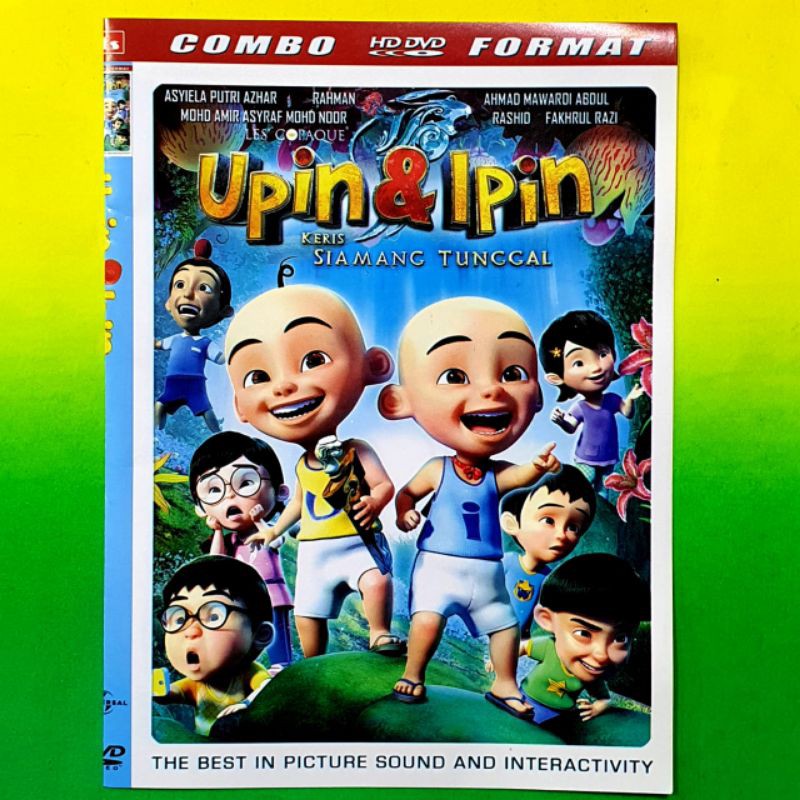 COMBO HD DVD FORMAT
ASYIELA PUTRI AZHAR RAHMAN AHMAD MAWARDI ABDUL
MOHD AMIR ASYRAF MOHD NOOR RASHID FAKHRUL RAZI
LES' COPAQUE
UPin & IPin
KERIS
SIAMANG TUNGGAL
U
i
THE BEST IN PICTURE SOUND AND INTERACTIVITY